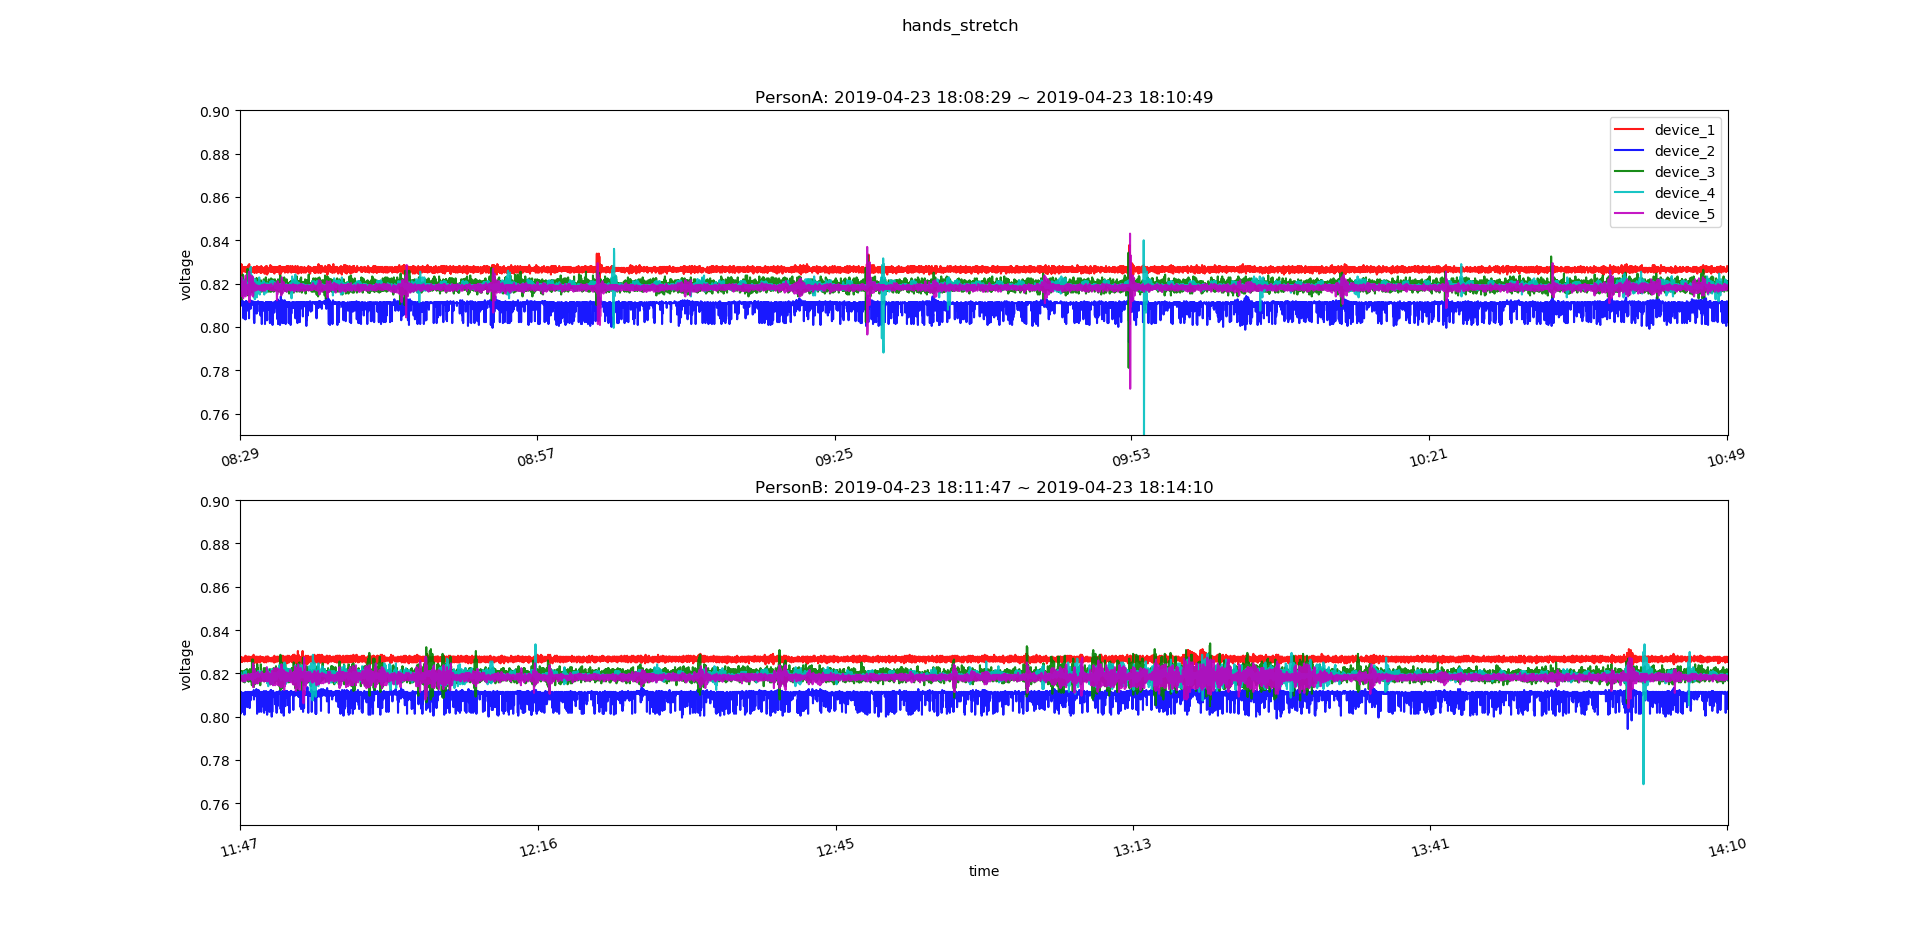 hands_stretch
PersonA: 2019-04-23 18:08:29 ~ 2019-04-23 18:10:49
0.90
0.88
0.86
0.84
0.82
0.80
0.78
0.76
voltage
device_1
device_2
device_3
device_4
device_5
08:29 08:57 09:25 09:53 10:21 10:49
PersonB: 2019-04-23 18:11:47 ~ 2019-04-23 18:14:10
0.90
0.88
0.86
0.84
0.82
0.80
0.78
0.76
voltage
11:47 12:16 12:45 13:13 13:41 14:10
time